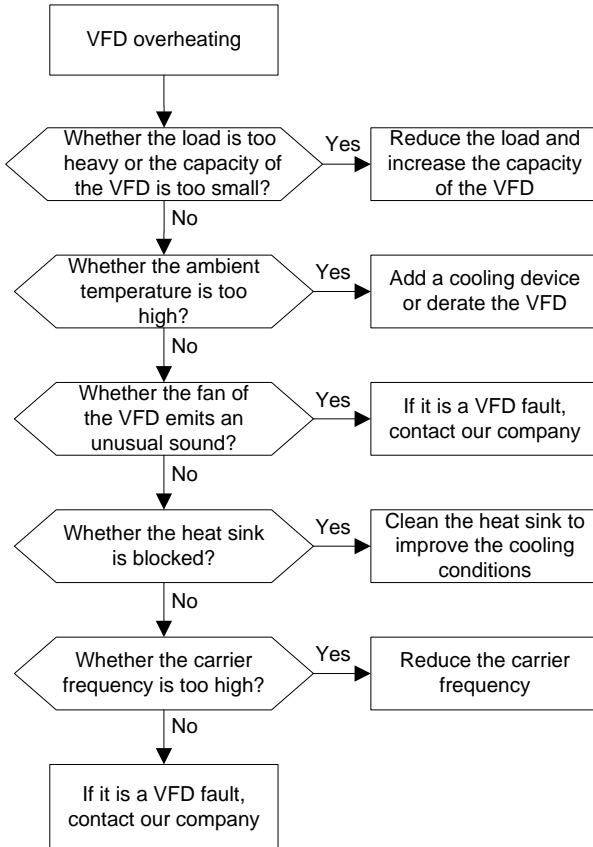 VFD overheating
Whether the load is too
heavy or the capacity of
the VFD is too small?
Yes
Reduce the load and
increase the capacity
of the VFD
No
Whether the ambient
temperature is too
high?
Yes
Add a cooling device
or derate the VFD
No
Whether the fan of
the VFD emits an
unusual sound?
Yes
If it is a VFD fault,
contact our company
No
Whether the heat sink
is blocked?
Yes
Clean the heat sink to
improve the cooling
conditions
No
Whether the carrier
frequency is too high?
Yes
Reduce the carrier
frequency
No
If it is a VFD fault,
contact our company